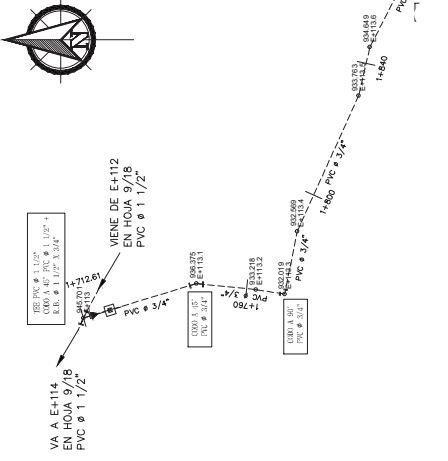 N
TEE PVC ø 1 1/2"
CODO A 45° PVC ø 1 1/2" +
R.B. ø 1 1/2" X 3/4"
VIENE DE E+112
EN HOJA 9/18
PVC ø 1 1/2"
1+712.61
945.701
E+113
VA A E+114
EN HOJA 9/18
PVC ø 1 1/2"
PVC ø 3/4"
936.375
E+113.1
CODO A 45°
PVC ø 3/4"
933.218
E+113.2
PVC ø 3/4"
1+760
932.019
E+113.3
CODO A 90°
PVC ø 3/4"
PVC ø 3/4"
932.569
E+113.4
1+800
PVC ø 3/4"
933.763
E+113.5
1+840
934.649
E+113.6
PVC